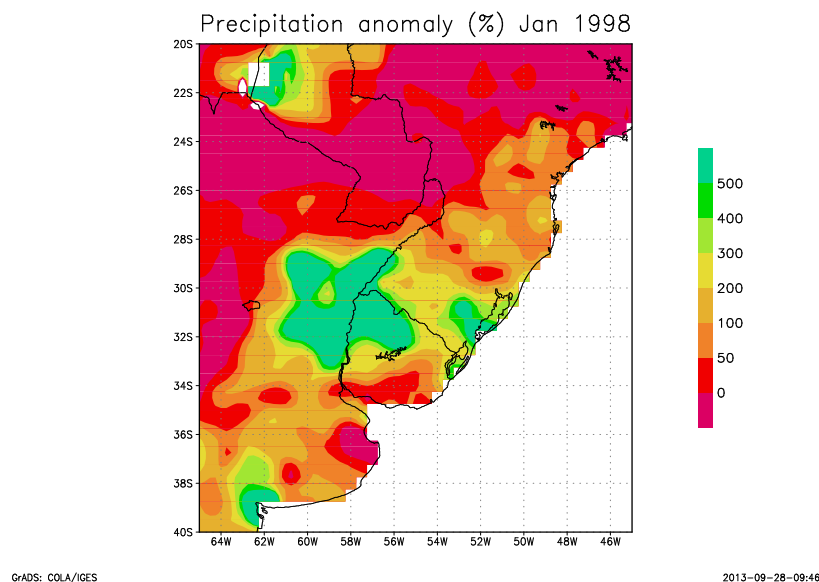 Precipitation anomaly (%) Jan 1998
20S
22S
24S
26S
28S
30S
32S
34S
36S
38S
40S
64W 62W 60W 58W 56W 54W 52W 50W 48W 46W
500
400
300
200
100
50
0
GrADS: COLA/IGES 2013-09-28-09:46